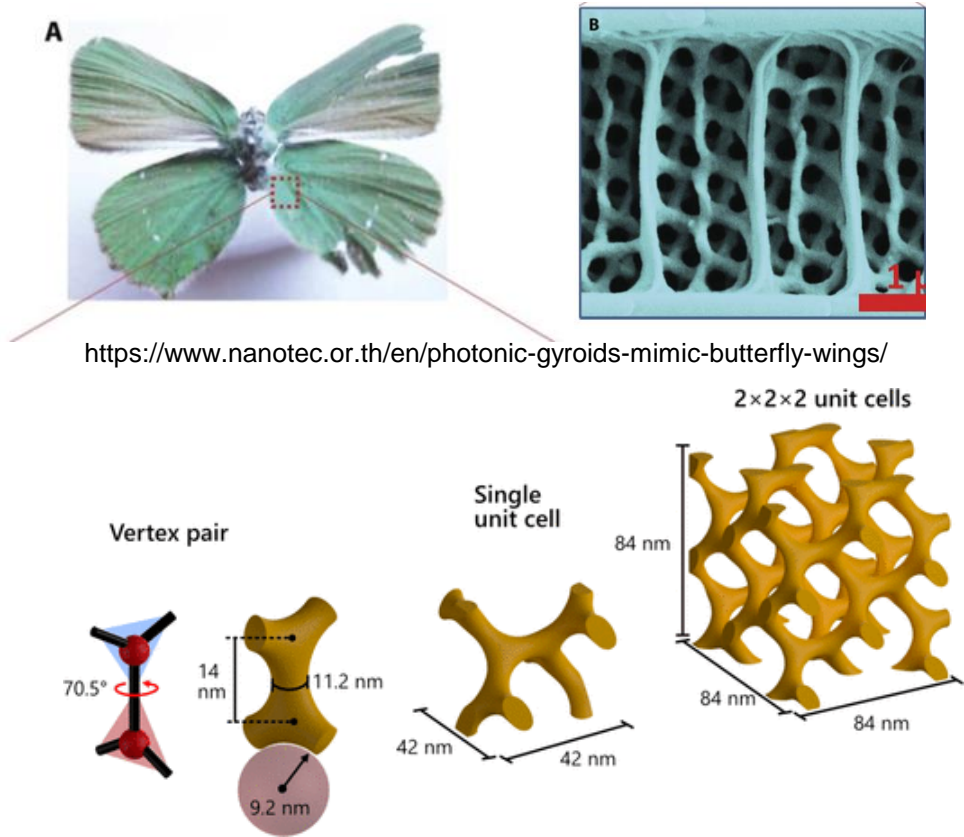 A
B
1 µ
https://www.nanotec.or.th/en/photonic-gyroids-mimic-butterfly-wings/
2×2×2 unit cells
Single
unit cell
Vertex pair
84 nm
70.5°
14
nm
11.2 nm
9.2 nm
42 nm
42 nm
84 nm
84 nm